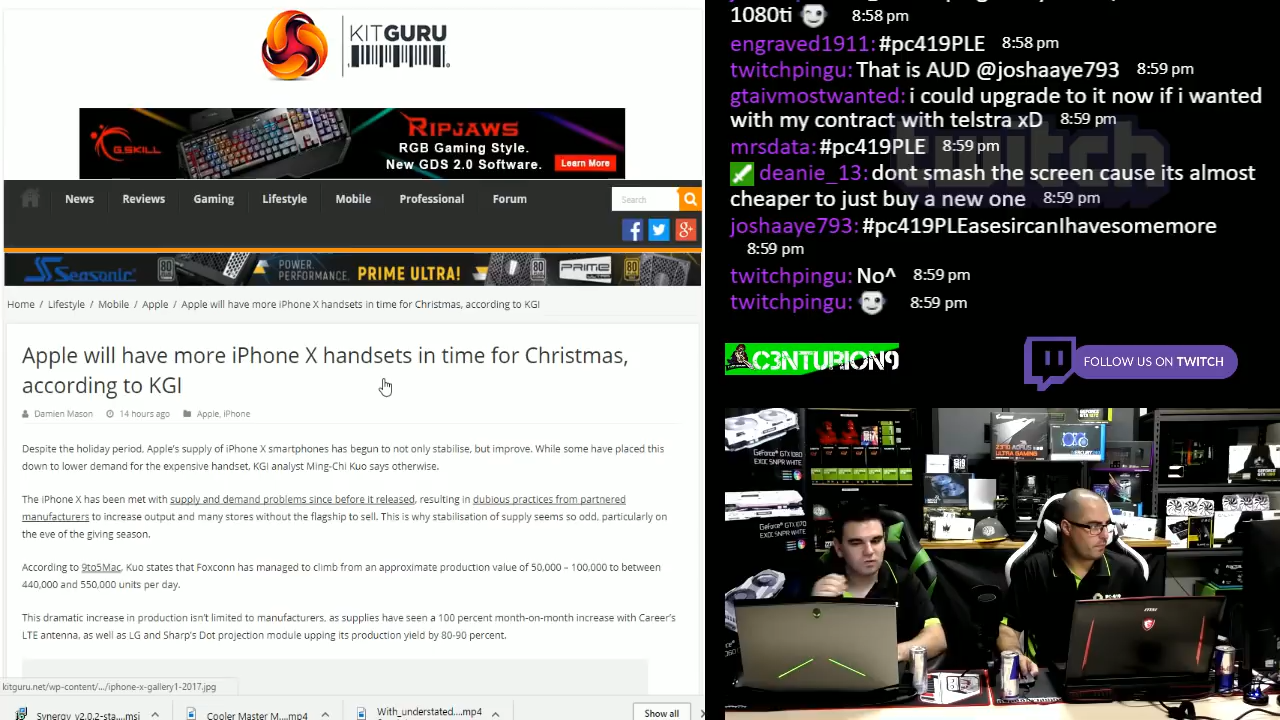 KITGURU
G.SKILL
RIPJAWS
RGB Gaming Style.
New GDS 2.0 Software.
Learn More
News Reviews Gaming Lifestyle Mobile Professional Forum
Search
Seasonic
POWER.
PERFORMANCE.
PRIME ULTRA!
PRIME
Home / Lifestyle / Mobile / Apple / Apple will have more iPhone X handsets in time for Christmas, according to KGI
Apple will have more iPhone X handsets in time for Christmas,
according to KGI
Damien Mason 14 hours ago Apple, iPhone
Despite the holiday period, Apple's supply of iPhone X smartphones has begun to not only stabilise, but improve. While some have placed this
down to lower demand for the expensive handset, KGI analyst Ming-Chi Kuo says otherwise.
The iPhone X has been met with supply and demand problems since before it released, resulting in dubious practices from partnered
manufacturers to increase output and many stores without the flagship to sell. This is why stabilisation of supply seems so odd, particularly on
the eve of the giving season.
According to 9to5Mac, Kuo states that Foxconn has managed to climb from an approximate production value of 50,000 – 100,000 to between
440,000 and 550,000 units per day.
This dramatic increase in production isn't limited to manufacturers, as supplies have seen a 100 percent month-on-month increase with Career's
LTE antenna, as well as LG and Sharp's Dot projection module upping its production yield by 80-90 percent.
kitguru.net/wp-content/.../iphone-x-gallery1-2017.jpg
Synergy_v2.0.2-sta....msi
Cooler Master M....mp4
With_understated....mp4
Show all
1080ti 8:58 pm
engraved1911: #pc419PLE 8:58 pm
twitchpingu: That is AUD @joshaaye793 8:59 pm
gtaivmostwanted: i could upgrade to it now if i wanted
with my contract with telstra xD 8:59 pm
mrsdata: #pc419PLE 8:59 pm
deanie_13: dont smash the screen cause its almost
cheaper to just buy a new one 8:59 pm
joshaaye793: #pc419PLEasesircanIhavesomemore
8:59 pm
twitchpingu: No^ 8:59 pm
twitchpingu: 8:59 pm
twitch
C3NTURION9
FOLLOW US ON TWITCH
GeForce GTX 1070
EXOC SNPR WHITE
msi